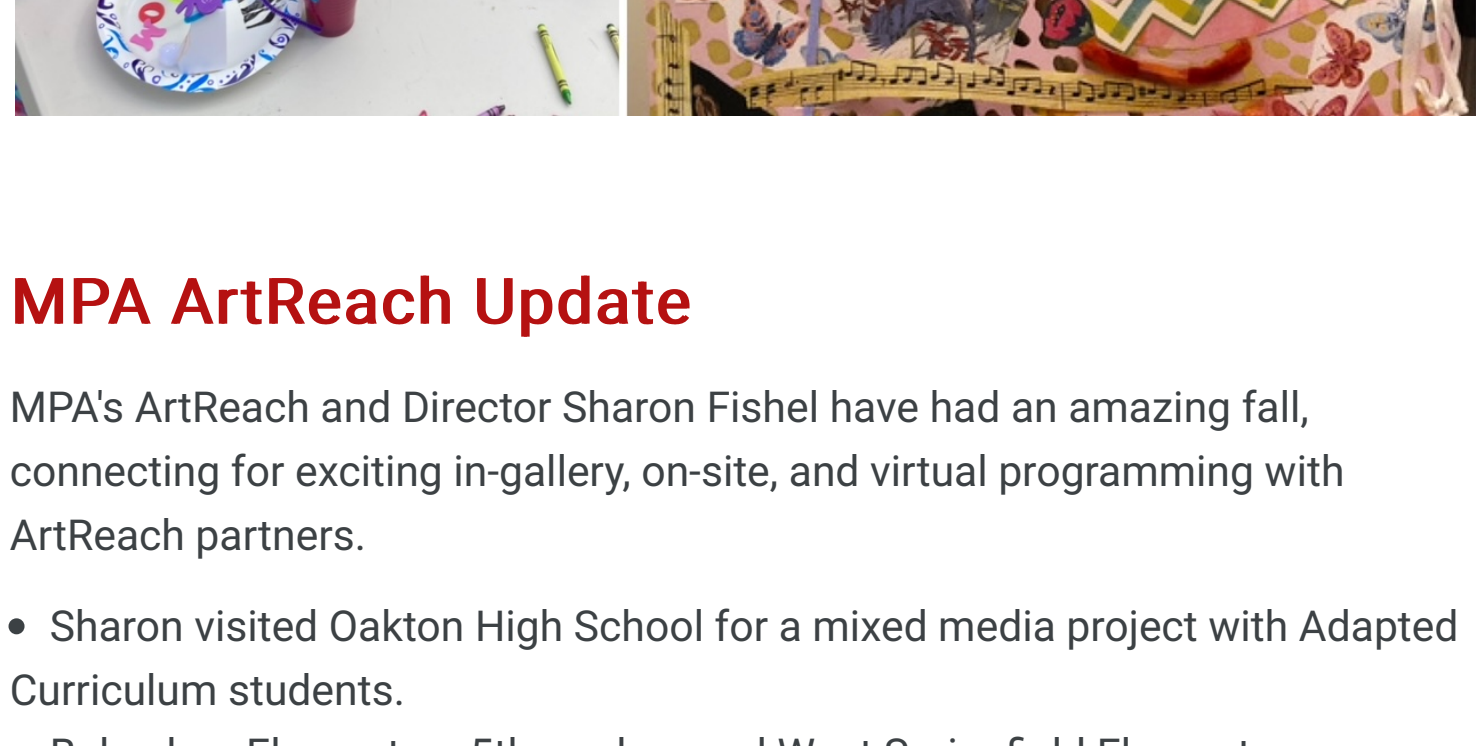 MPA ArtReach Update
MPA's ArtReach and Director Sharon Fishel have had an amazing fall,
connecting for exciting in-gallery, on-site, and virtual programming with
ArtReach partners.
• Sharon visited Oakton High School for a mixed media project with Adapted
Curriculum students.